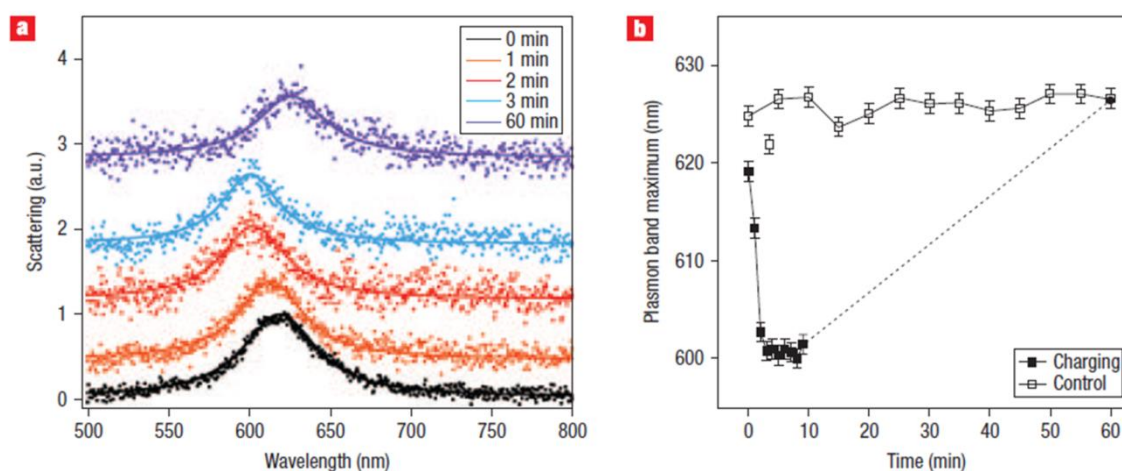 a
4
3
2
1
0
Scattering (a.u.)
500 550 600 650 700 750 800
Wavelength (nm)
0 min
1 min
2 min
3 min
60 min
b
630
620
610
600
Plasmon band maximum (nm)
0 10 20 30 40 50 60
Time (min)
Charging
Control